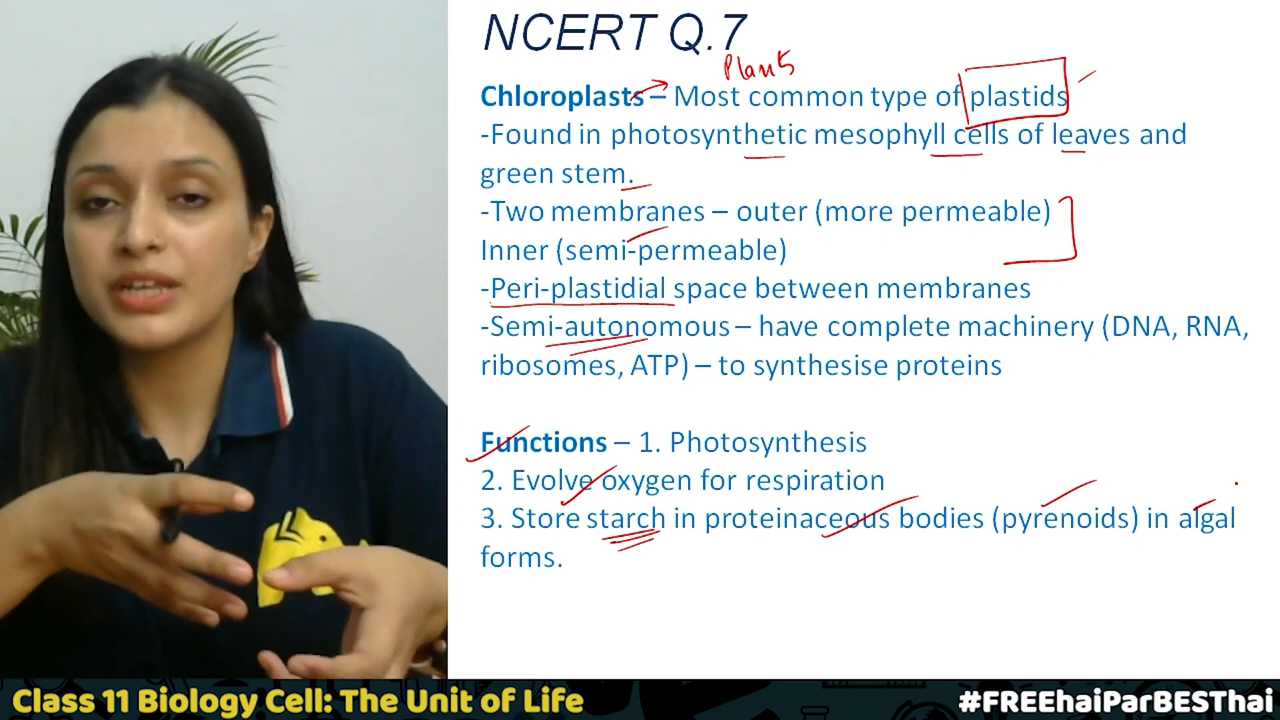 NCERT Q.7
Plants
Chloroplasts – Most common type of plastids
-Found in photosynthetic mesophyll cells of leaves and
green stem.
-Two membranes – outer (more permeable)
Inner (semi-permeable)
-Peri-plastidial space between membranes
-Semi-autonomous – have complete machinery (DNA, RNA,
ribosomes, ATP) – to synthesise proteins
Functions – 1. Photosynthesis
2. Evolve oxygen for respiration
3. Store starch in proteinaceous bodies (pyrenoids) in algal
forms.
Class 11 Biology Cell: The Unit of Life
#FREEhaiParBESThai